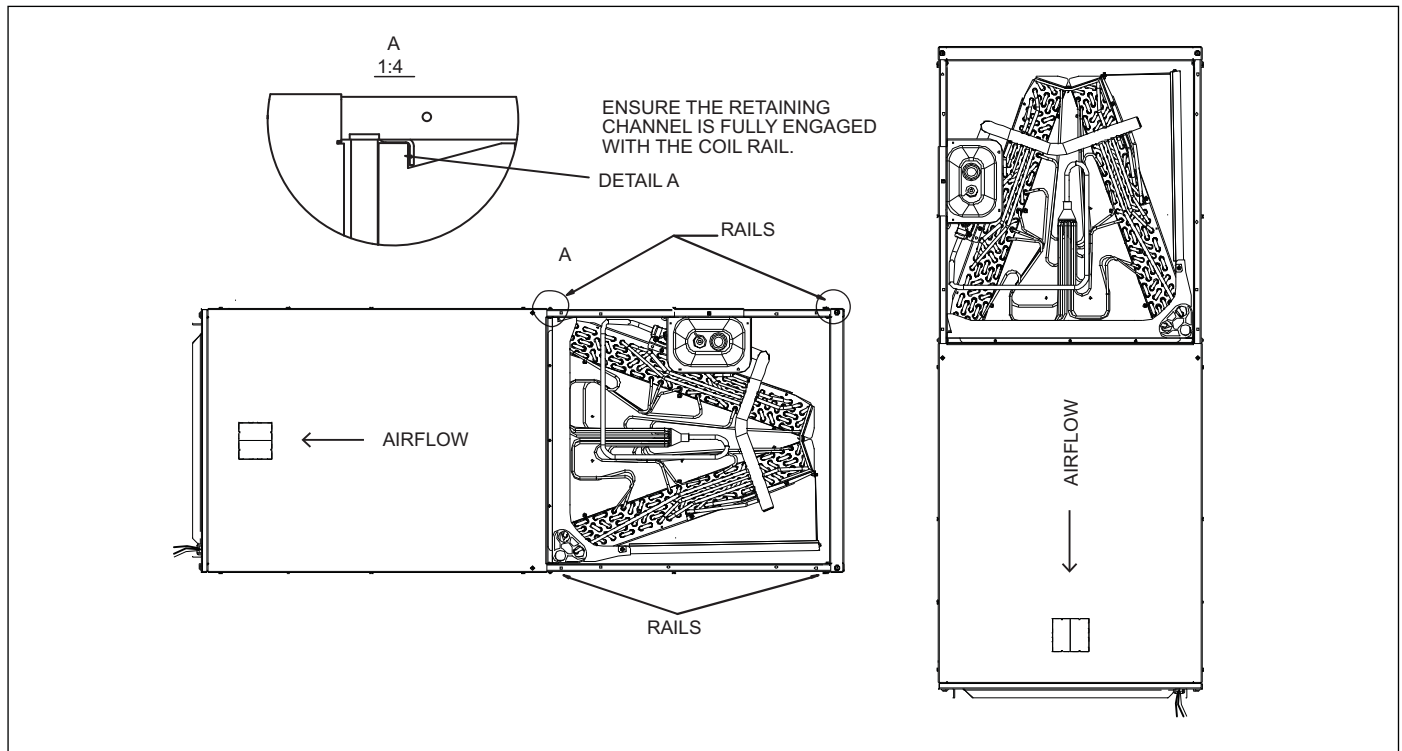 A
1:4
ENSURE THE RETAINING
CHANNEL IS FULLY ENGAGED
WITH THE COIL RAIL.
DETAIL A
RAILS
A
AIRFLOW
RAILS
AIRFLOW